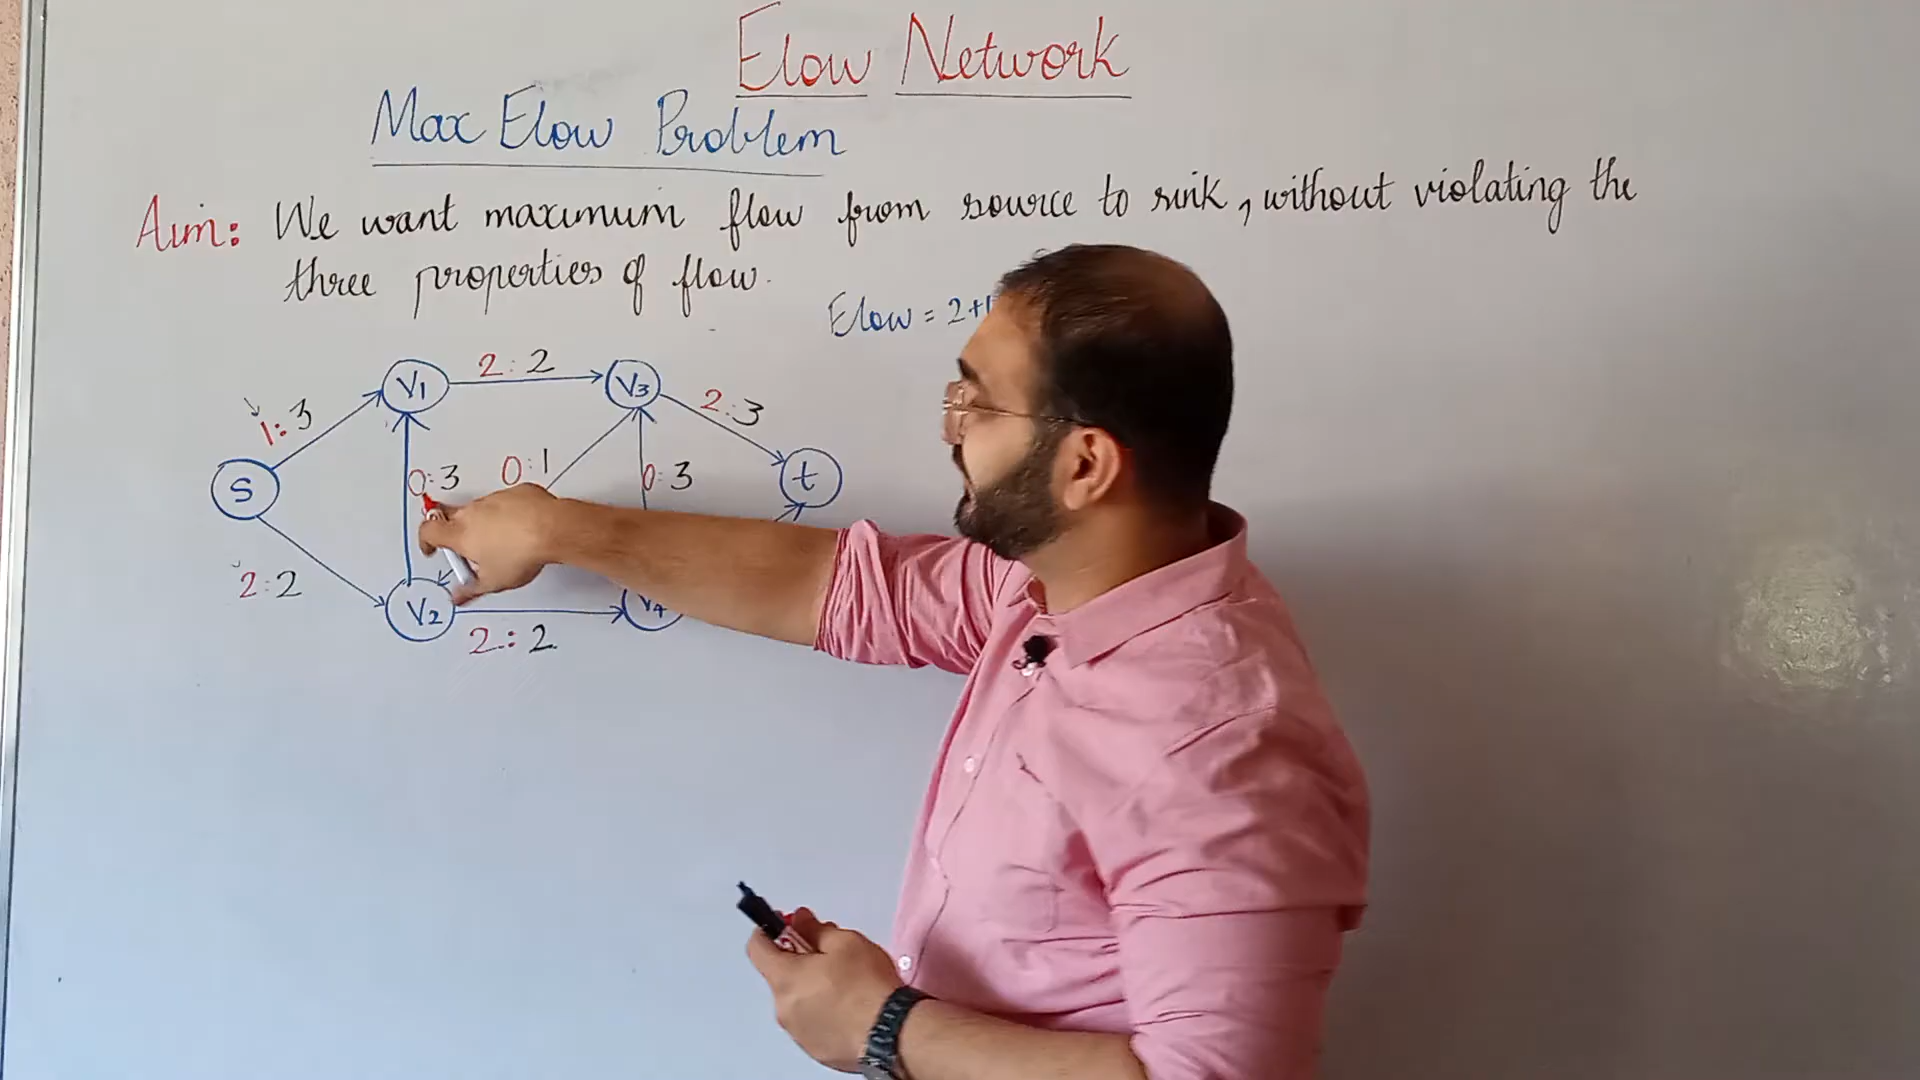 Flow Network
Max Flow Problem
Aim: We want maximum flow from source to sink, without violating the
three properties of flow.
Flow = 2+1
2:2
V1
V3
1:3
2:3
0:3
0:1
0:3
S
t
2:2
V2
V4
2:2